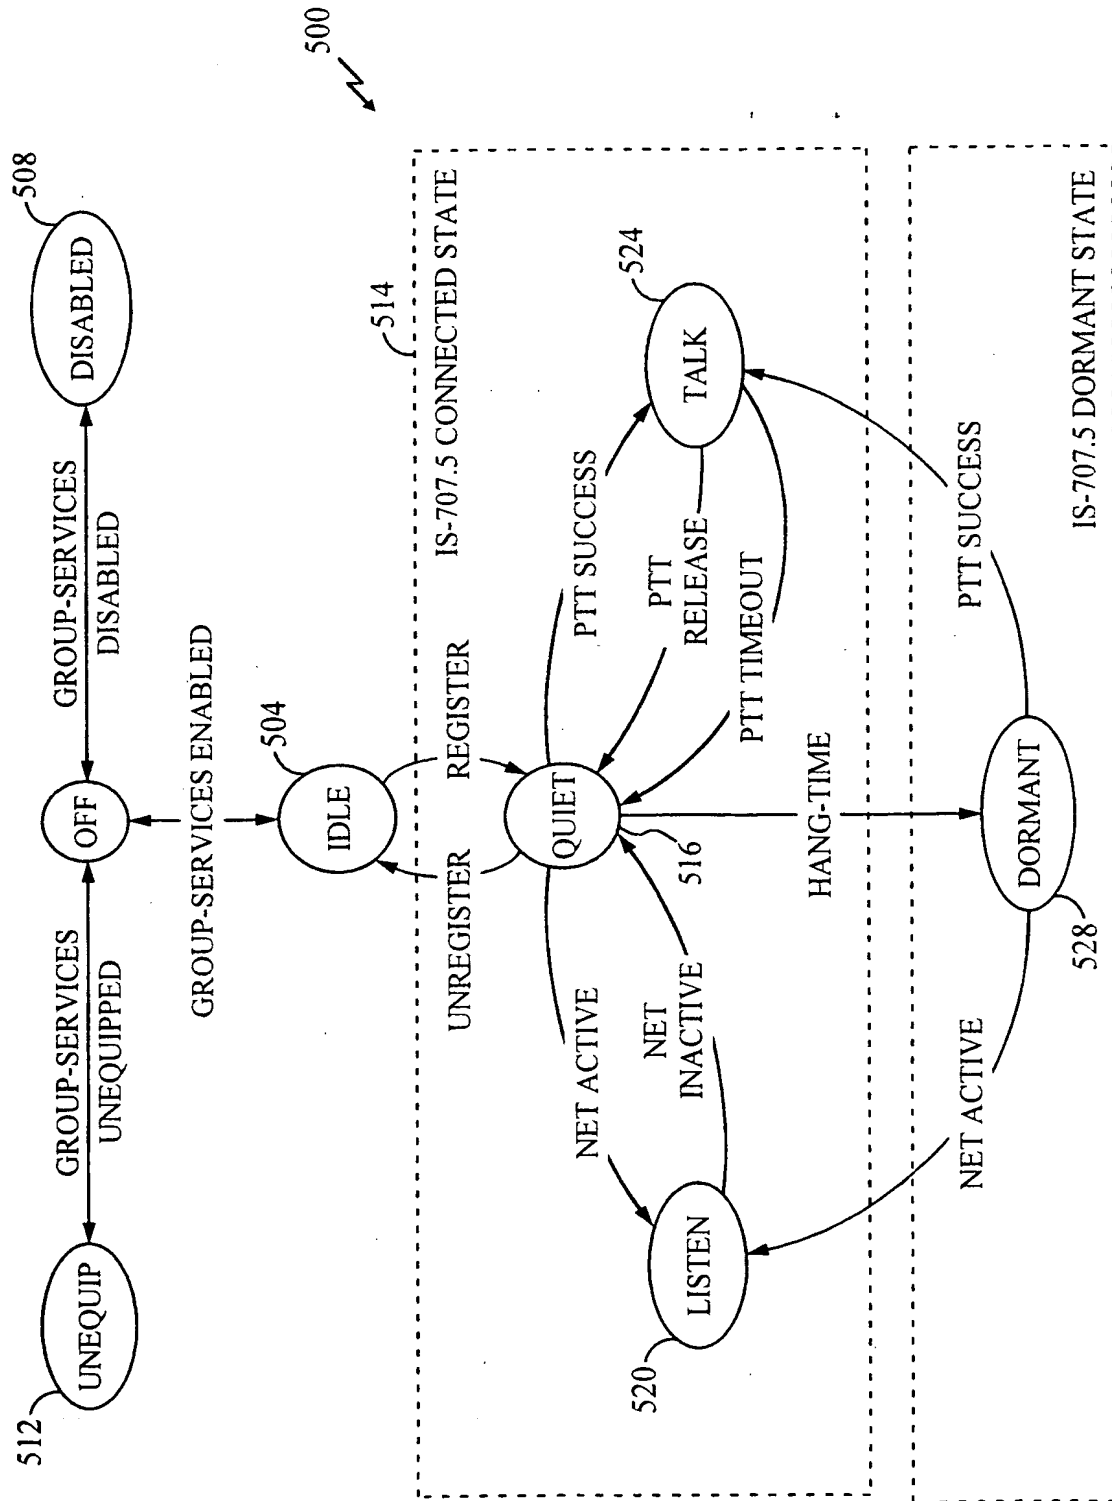 500
512
UNEQUIP
GROUP-SERVICES
UNEQUIPPED
OFF
GROUP-SERVICES
DISABLED
DISABLED
508
GROUP-SERVICES ENABLED
IDLE
504
514
UNREGISTER
REGISTER
IS-707.5 CONNECTED STATE
QUIET
516
NET ACTIVE
NET
INACTIVE
PTT SUCCESS
PTT
RELEASE
PTT TIMEOUT
LISTEN
520
TALK
524
HANG-TIME
NET ACTIVE
DORMANT
528
PTT SUCCESS
IS-707.5 DORMANT STATE